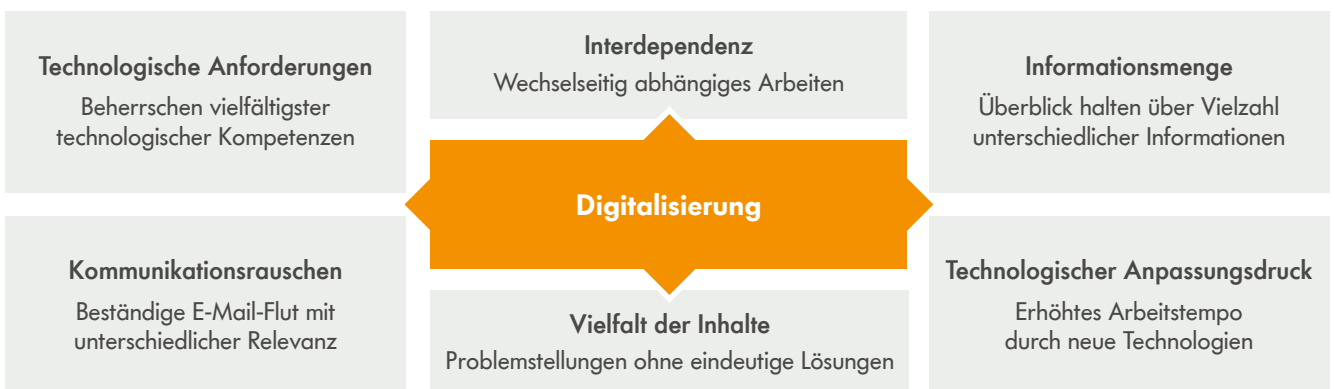 Technologische Anforderungen
Beherrschen vielfältigster
technologischer Kompetenzen
Interdependenz
Wechselseitig abhängiges Arbeiten
Informationsmenge
Überblick halten über Vielzahl
unterschiedlicher Informationen
Digitalisierung
Kommunikationsrauschen
Beständige E-Mail-Flut mit
unterschiedlicher Relevanz
Vielfalt der Inhalte
Problemstellungen ohne eindeutige Lösungen
Technologischer Anpassungsdruck
Erhöhtes Arbeitstempo
durch neue Technologien